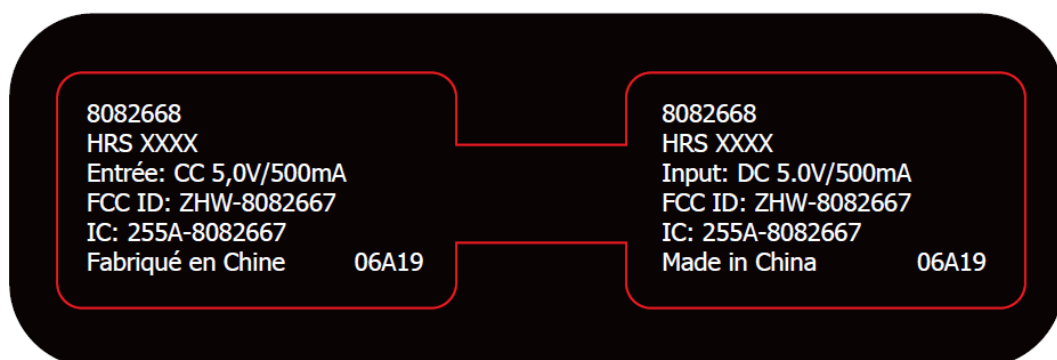 8082668
HRS XXXX
Entrée: CC 5,0V/500mA
FCC ID: ZHW-8082667
IC: 255A-8082667
Fabriqué en Chine 06A19
8082668
HRS XXXX
Input: DC 5.0V/500mA
FCC ID: ZHW-8082667
IC: 255A-8082667
Made in China 06A19